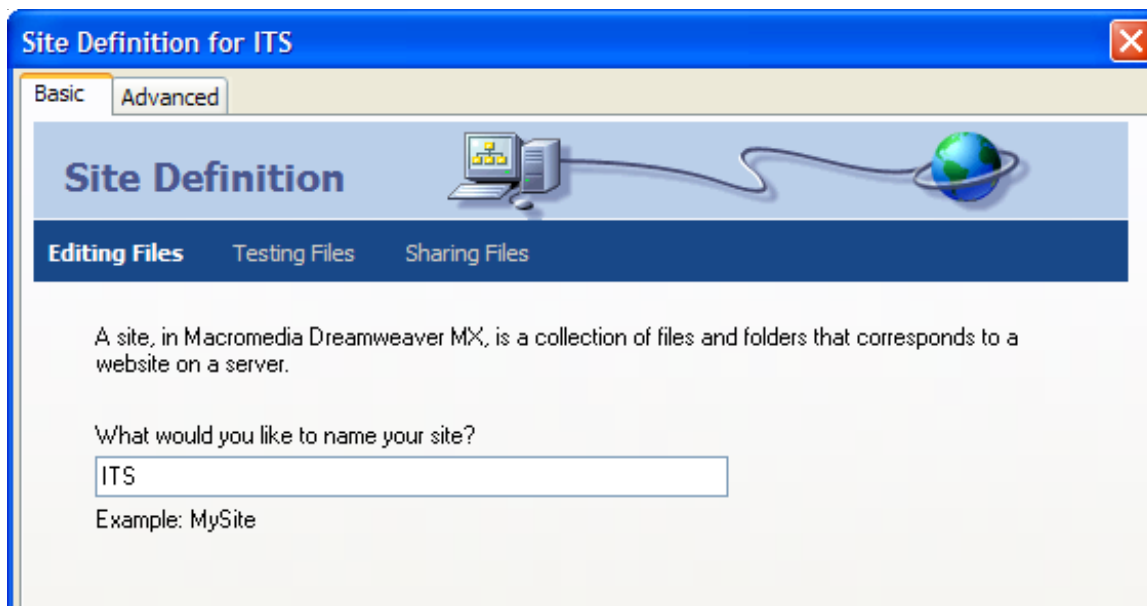 Site Definition for ITS
Basic Advanced
Site Definition
Editing Files Testing Files Sharing Files
A site, in Macromedia Dreamweaver MX, is a collection of files and folders that corresponds to a
website on a server.
What would you like to name your site?
ITS
Example: MySite